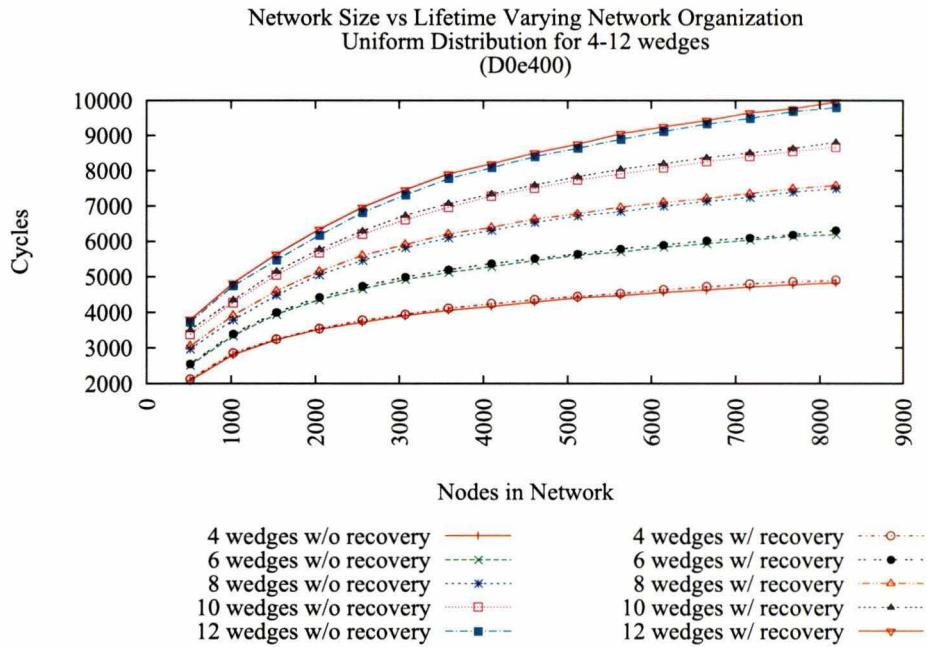 Network Size vs Lifetime Varying Network Organization
Uniform Distribution for 4-12 wedges
(D0e400)
10000
9000
8000
7000
6000
5000
4000
3000
2000
Cycles
0
1000
2000
3000
4000
5000
6000
7000
8000
9000
Nodes in Network
4 wedges w/o recovery
6 wedges w/o recovery
8 wedges w/o recovery
10 wedges w/o recovery
12 wedges w/o recovery
4 wedges w/ recovery
6 wedges w/ recovery
8 wedges w/ recovery
10 wedges w/ recovery
12 wedges w/ recovery